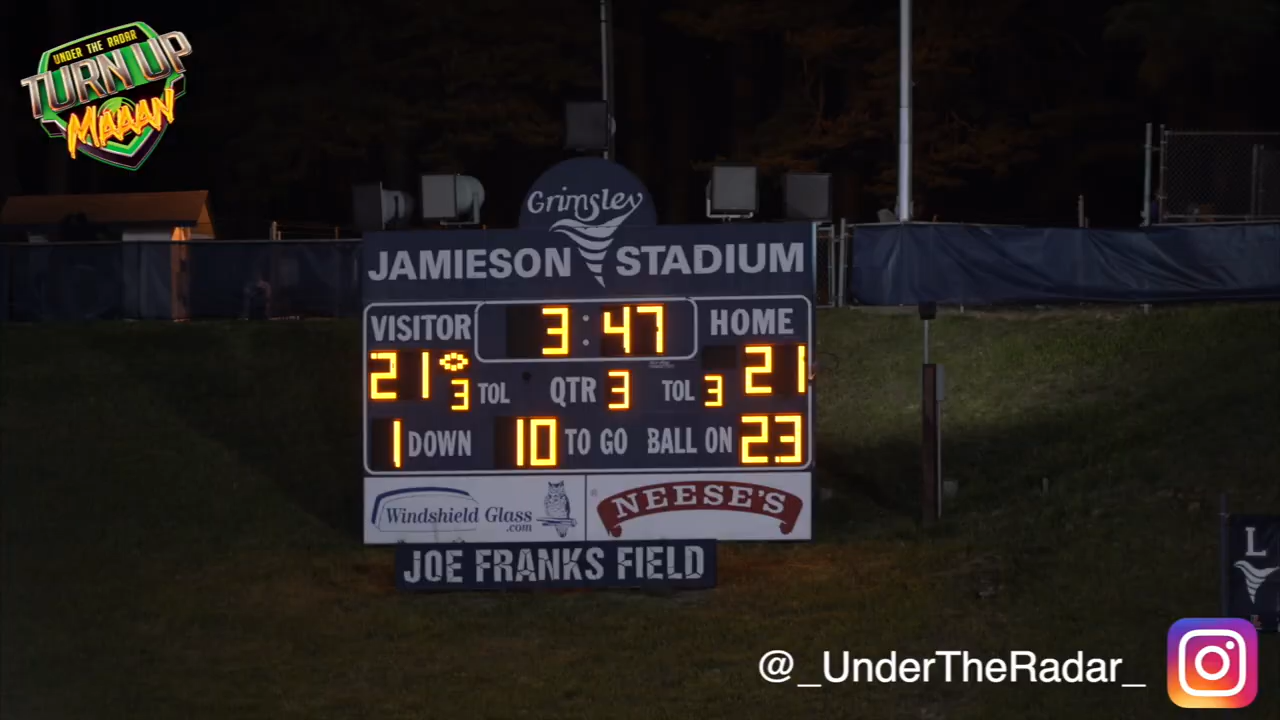 UNDER THE RADAR
TURN UP
MAAAN
Grimsley
JAMIESON STADIUM
VISITOR 3:47 HOME
21 3 TOL QTR 3 TOL 3 21
1 DOWN 10 TO GO BALL ON 23
Windshield Glass .com NEESE'S
JOE FRANKS FIELD
L
@_UnderTheRadar_